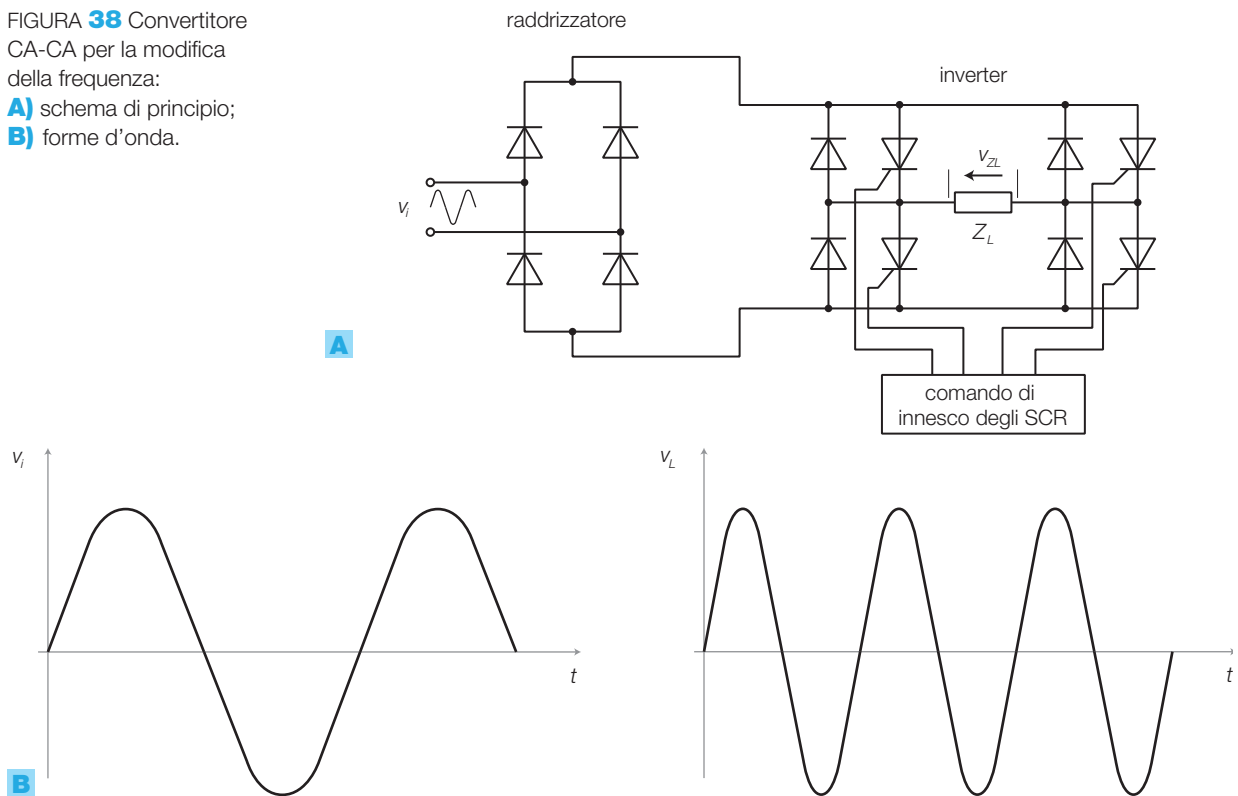 FIGURA 38 Convertitore
CA-CA per la modifica
della frequenza:
A) schema di principio;
B) forme d'onda.
raddrizzatore
inverter
vi
vZL
ZL
comando di
innesco degli SCR
A
vi
t
vL
t
B